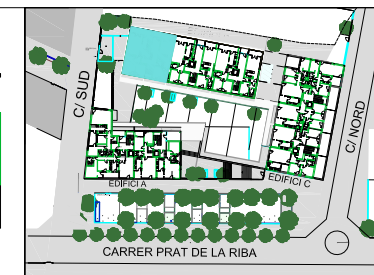 C/ SUD
C/ NORD
EDIFICI A
EDIFICI C
CARRER PRAT DE LA RIBA